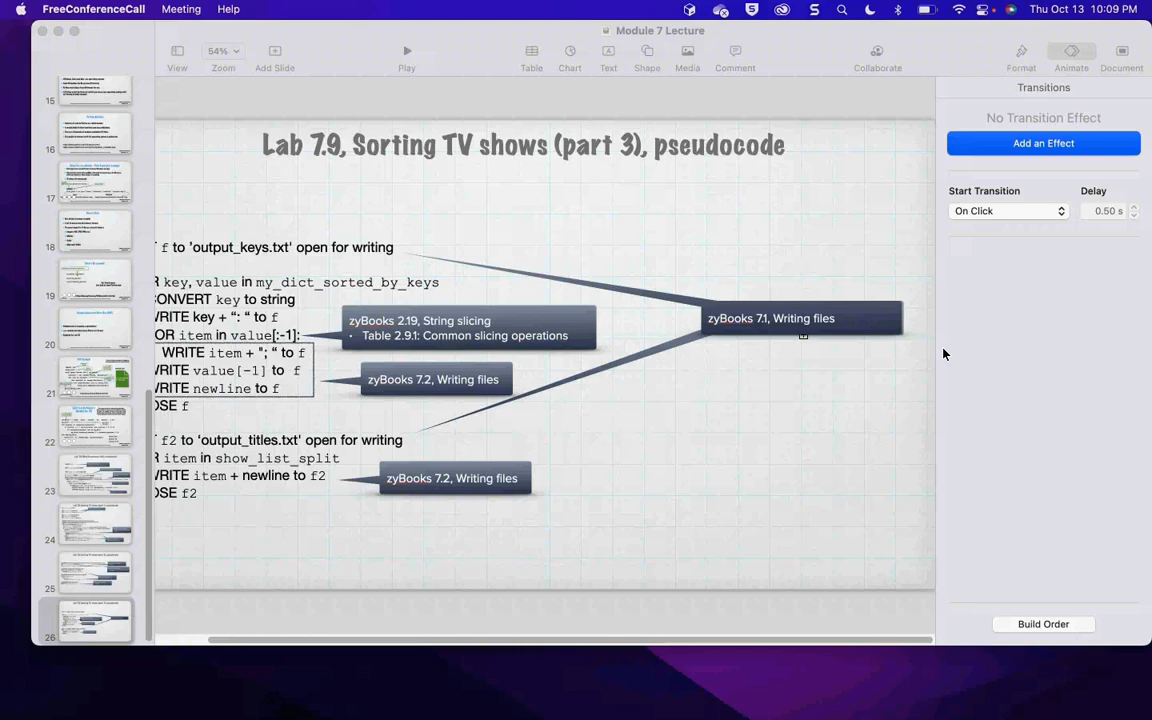 FreeConferenceCall Meeting Help Thu Oct 13 10:09 PM
Module 7 Lecture
54%
View Zoom Add Slide Play Table Chart Text Shape Media Comment Collaborate Format Animate Document
Transitions
No Transition Effect
Add an Effect
Start Transition Delay
On Click 0.50 s
Build Order
15
16
17
18
19
20
21
22
23
24
25
26
Lab 7.9, Sorting TV shows (part 3), pseudocode
T f to 'output_keys.txt' open for writing
R key, value in my_dict_sorted_by_keys
CONVERT key to string
WRITE key + “: “ to f
FOR item in value[:-1]:
WRITE item + "; “ to f
WRITE value[-1] to f
WRITE newline to f
OSE f
T f2 to 'output_titles.txt' open for writing
R item in show_list_split
WRITE item + newline to f2
OSE f2
zyBooks 2.19, String slicing
• Table 2.9.1: Common slicing operations
zyBooks 7.2, Writing files
zyBooks 7.1, Writing files
zyBooks 7.2, Writing files